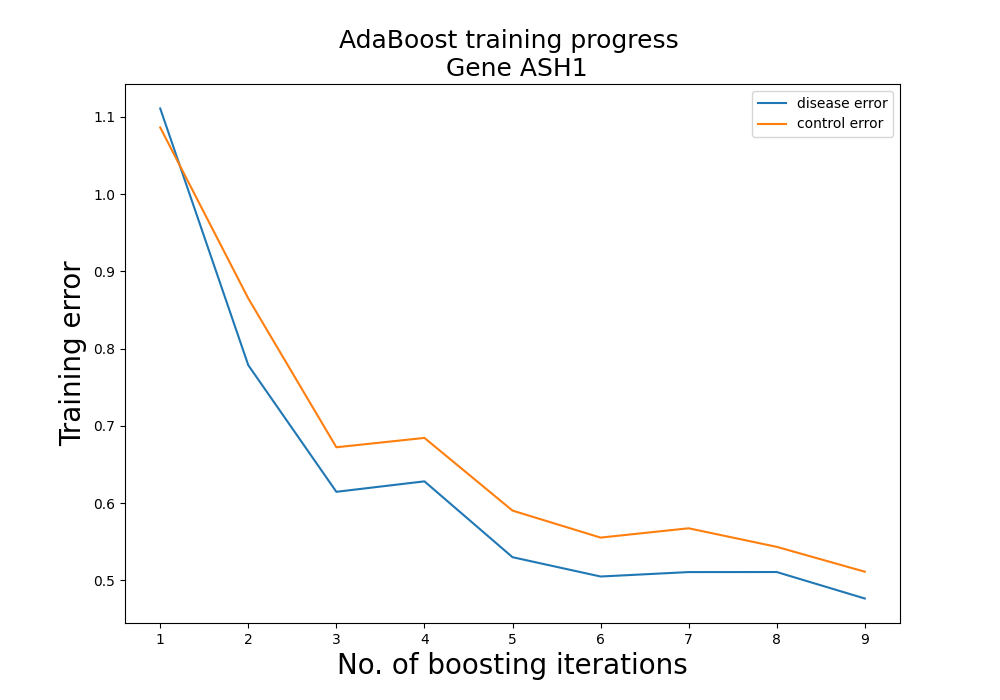 AdaBoost training progress
Gene ASH1
disease error
control error
1.1
1.0
0.9
0.8
0.7
0.6
0.5
Training error
1 2 3 4 5 6 7 8 9
No. of boosting iterations